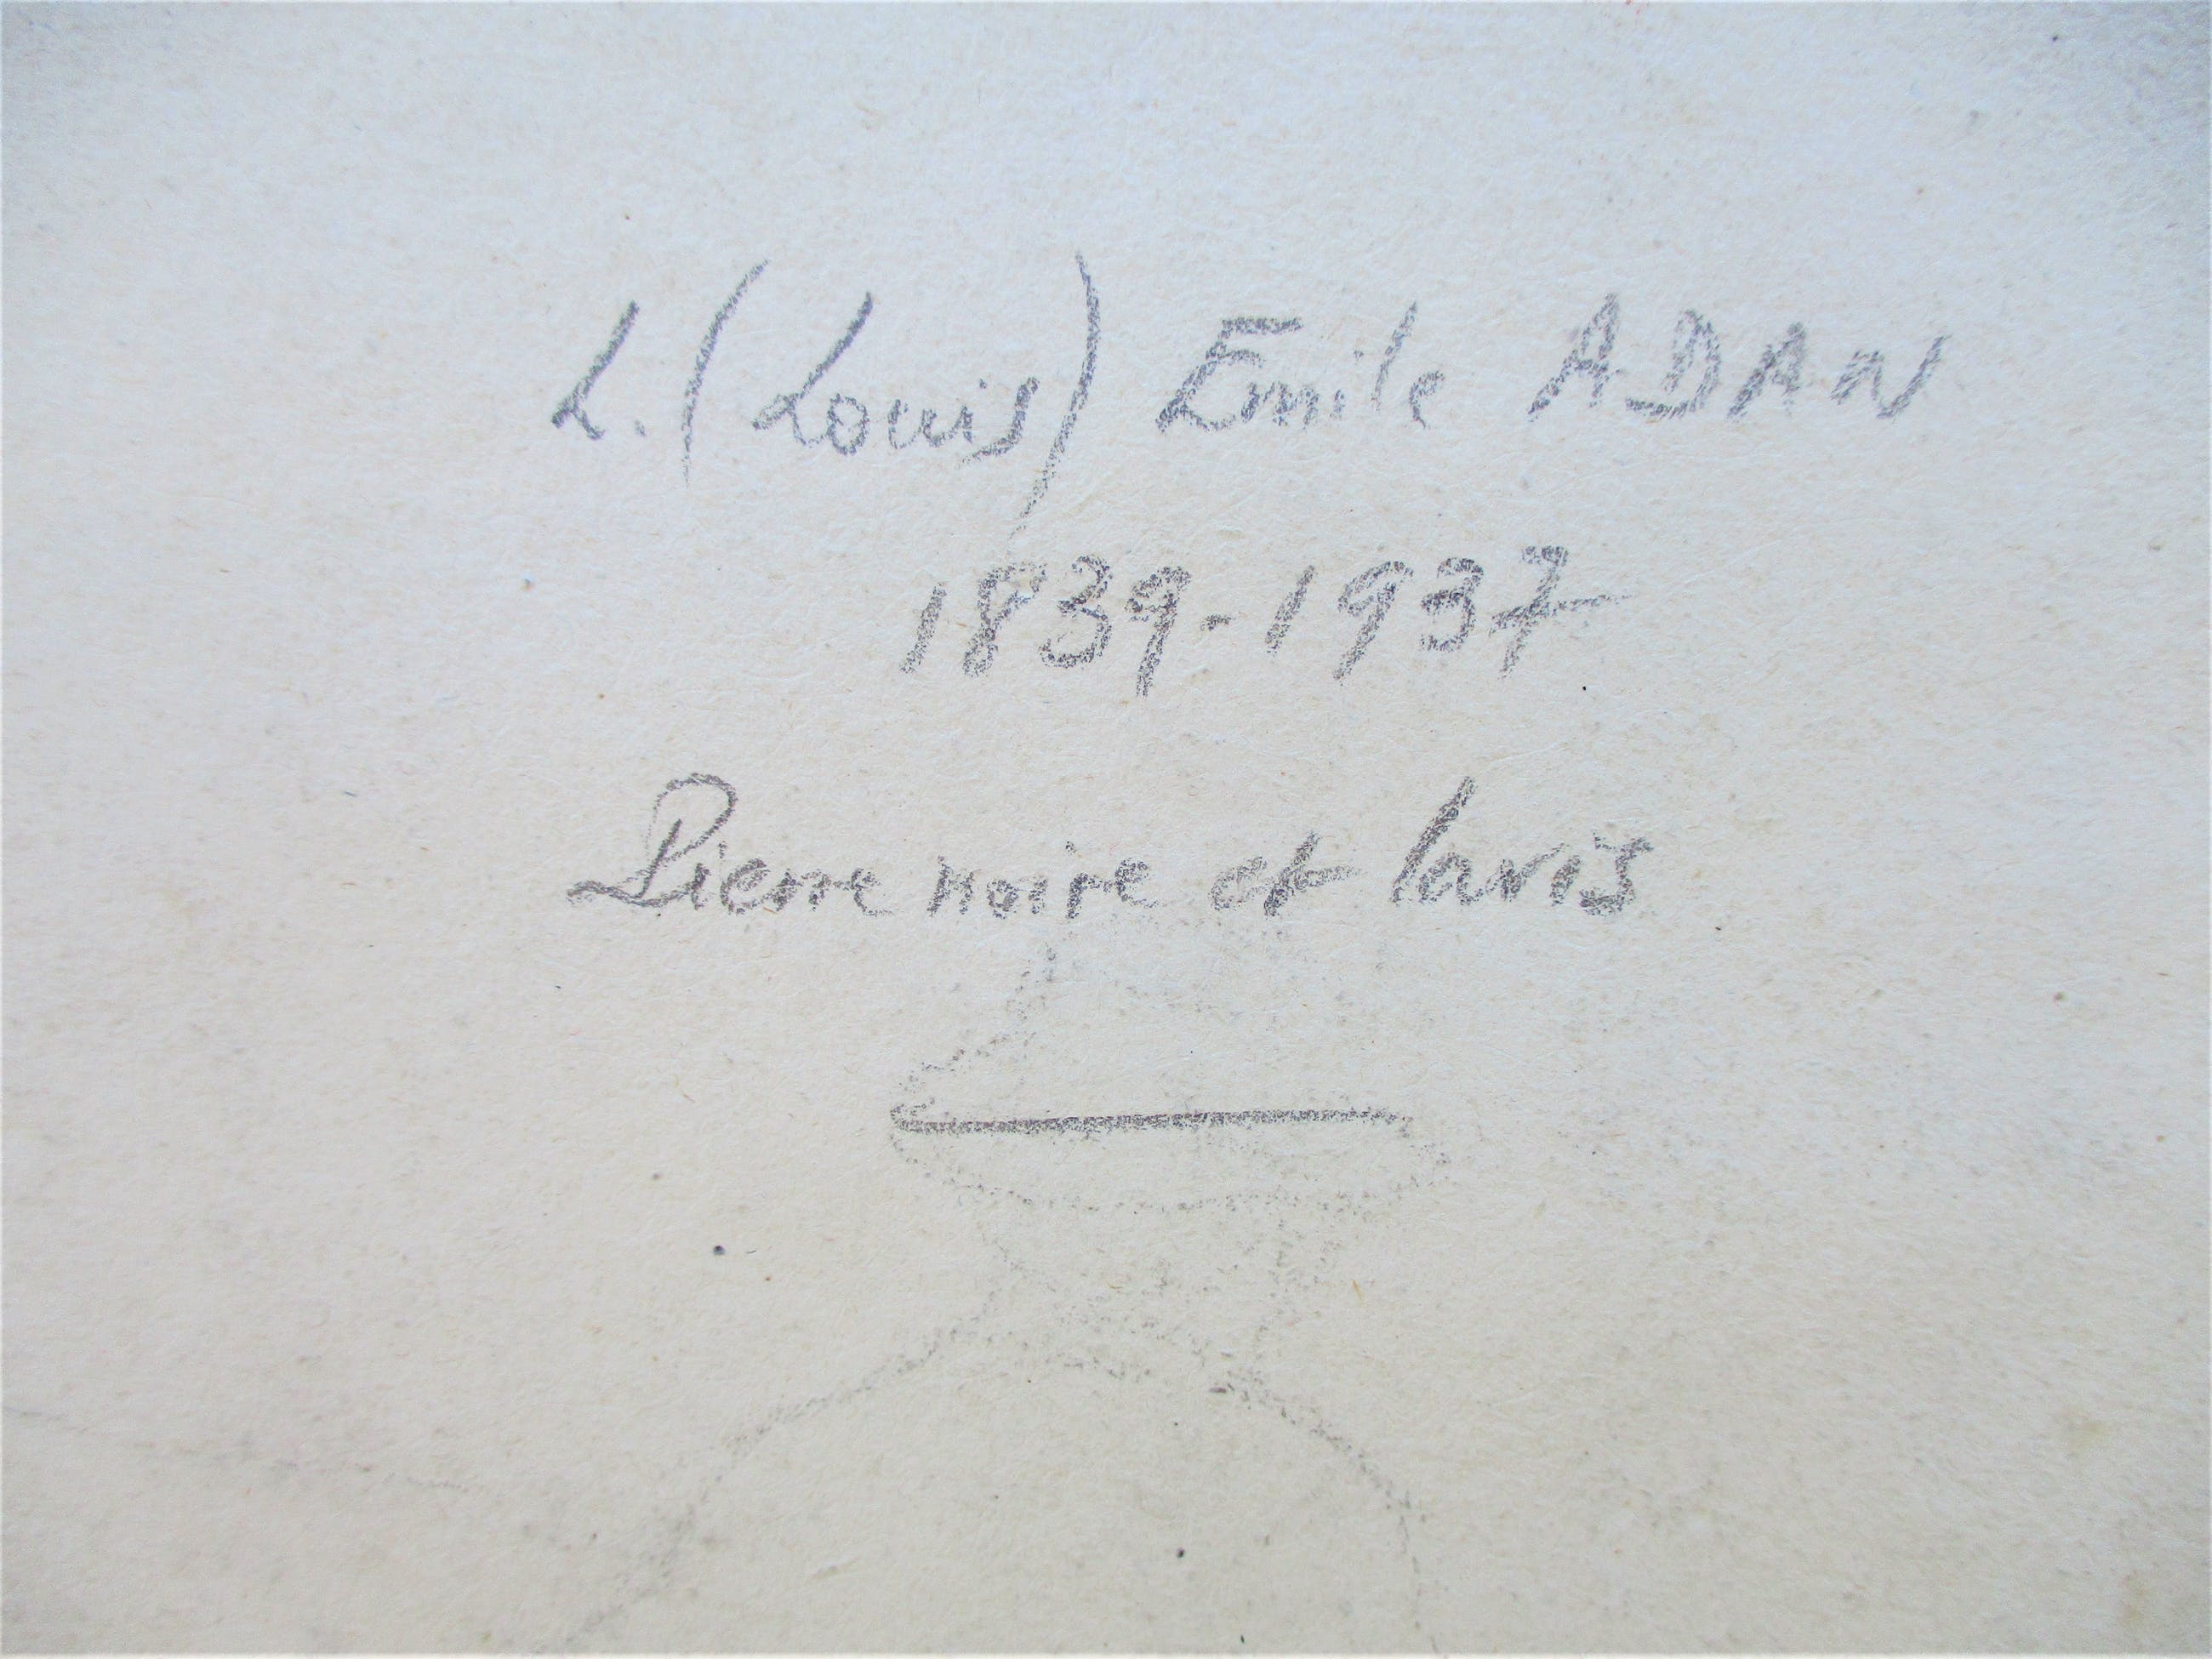 L. (Louis) Emile ADAN
1839-1937
Pierre noire et lavis